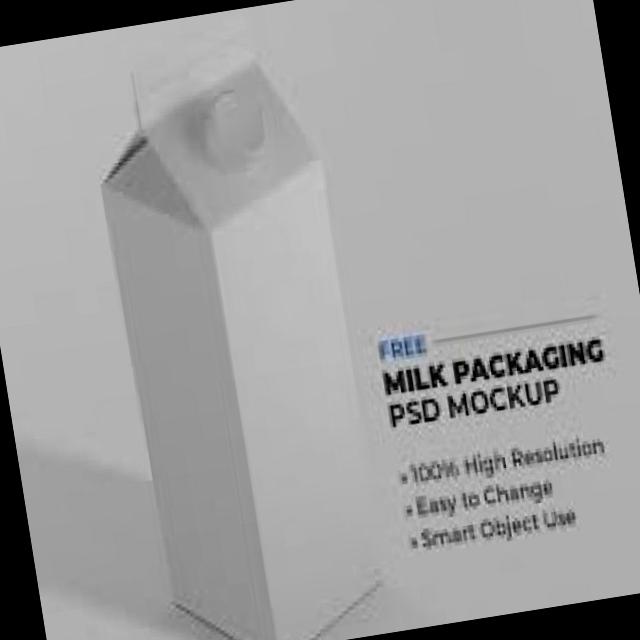 FREE
MILK PACKAGING
PSD MOCKUP
• 100% High Resolution
• Easy to Change
• Smart Object Use